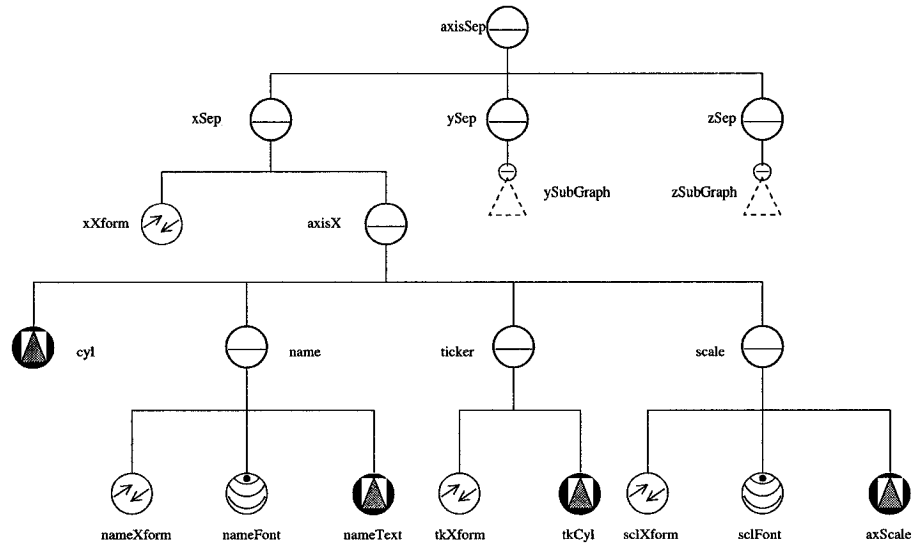 axisSep
xSep
ySep
zSep
ySubGraph
zSubGraph
xXform
axisX
cyl
name
ticker
scale
nameXform
nameFont
nameText
tkXform
tkCyl
sclXform
sclFont
axScale